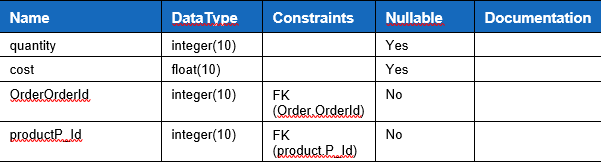 Name DataType Constraints Nullable Documentation
quantity integer(10) Yes
cost float(10) Yes
OrderOrderId integer(10) FK No
(Order.OrderId)
productP_Id integer(10) FK No
(product.P_Id)